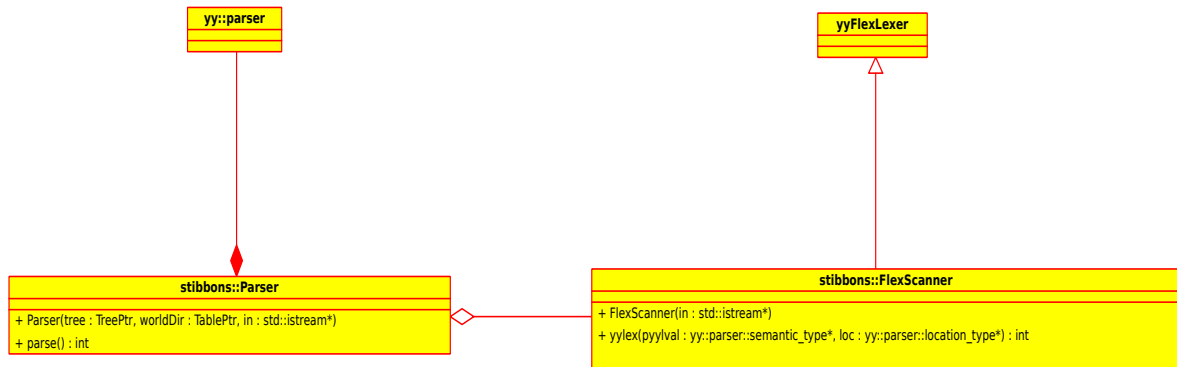 yy::parser
yyFlexLexer
stibbons::Parser
+ Parser(tree : TreePtr, worldDir : TablePtr, in : std::istream*)
+ parse() : int
stibbons::FlexScanner
+ FlexScanner(in : std::istream*)
+ yylex(pyylval : yy::parser::semantic_type*, loc : yy::parser::location_type*) : int